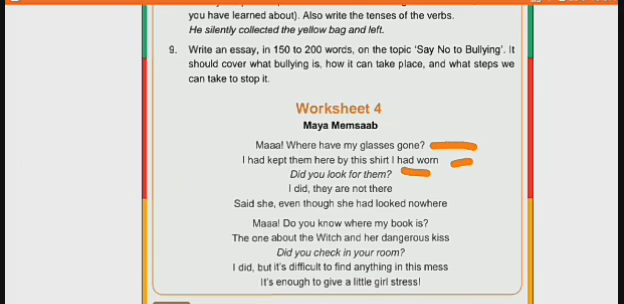 you have learned about). Also write the tenses of the verbs.
He silently collected the yellow bag and left.
9. Write an essay, in 150 to 200 words, on the topic 'Say No to Bullying'. It
should cover what bullying is, how it can take place, and what steps we
can take to stop it.
Worksheet 4
Maya Memsaab
Maaa! Where have my glasses gone?
I had kept them here by this shirt I had worn
Did you look for them?
I did, they are not there
Said she, even though she had looked nowhere
Maaa! Do you know where my book is?
The one about the Witch and her dangerous kiss
Did you check in your room?
I did, but it's difficult to find anything in this mess
It's enough to give a little girl stress!